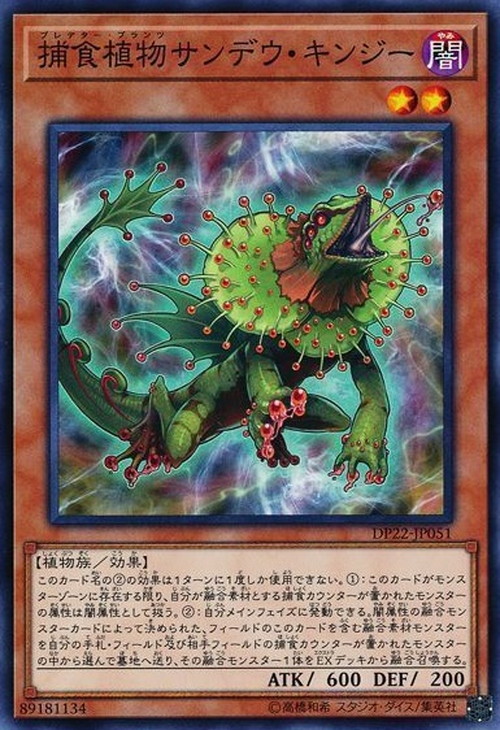 プレデター・プランツ
捕食植物サンデウ・キンジー
やみ
闇
DP22-JP051
【植物族/効果】
このカード名の②の効果は1ターンに1度しか使用できない。①:このカードがモンス
ターゾーンに存在する限り、自分が融合素材とする捕食カウンターが置かれたモンスター
の属性は闇属性として扱う。②:自分メインフェイズに発動できる。闇属性の融合モン
スターカードによって決められた、フィールドのこのカードを含む融合素材モンスター
を自分の手札・フィールド及び相手フィールドの捕食カウンターが置かれたモンスター
の中から選んで墓地へ送り、その融合モンスター1体をEXデッキから融合召喚する。
ATK/ 600 DEF/ 200
89181134 ©高橋和希 スタジオ・ダイス/集英社